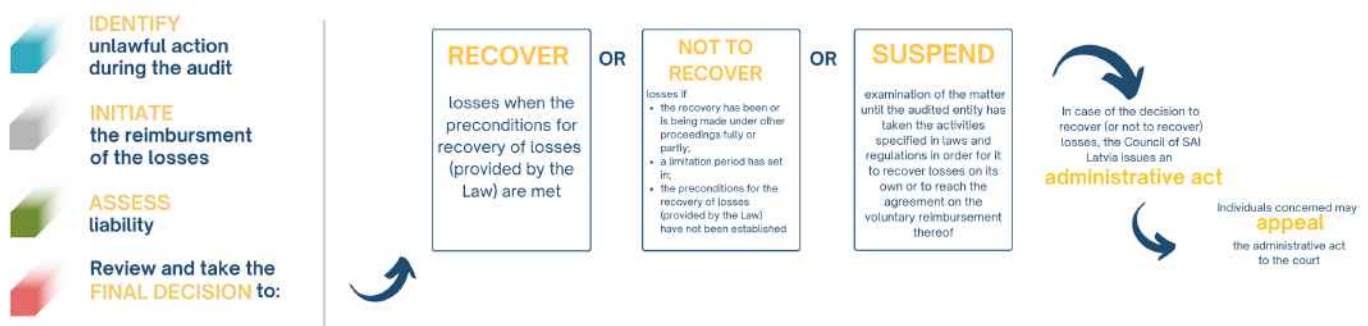 IDENTIFY
unlawful action
during the audit
INITIATE
the reimbursment
of the losses
ASSESS
liability
Review and take the
FINAL DECISION to:
RECOVER
losses when the
preconditions for
recovery of losses
(provided by the
Law) are met
OR
NOT TO
RECOVER
losses if
• the recovery has been or
is being made under other
proceedings fully or
partly;
• a limitation period has set
in;
• the preconditions for the
recovery of losses
(provided by the Law)
have not been established
OR
SUSPEND
examination of the matter
until the audited entity has
taken the activities
specified in laws and
regulations in order for it
to recover losses on its
own or to reach the
agreement on the
voluntary reimbursement
thereof
In case of the decision to
recover (or not to recover)
losses, the Council of SAI
Latvia issues an
administrative act
Individuals concerned may
appeal
the administrative act
to the court